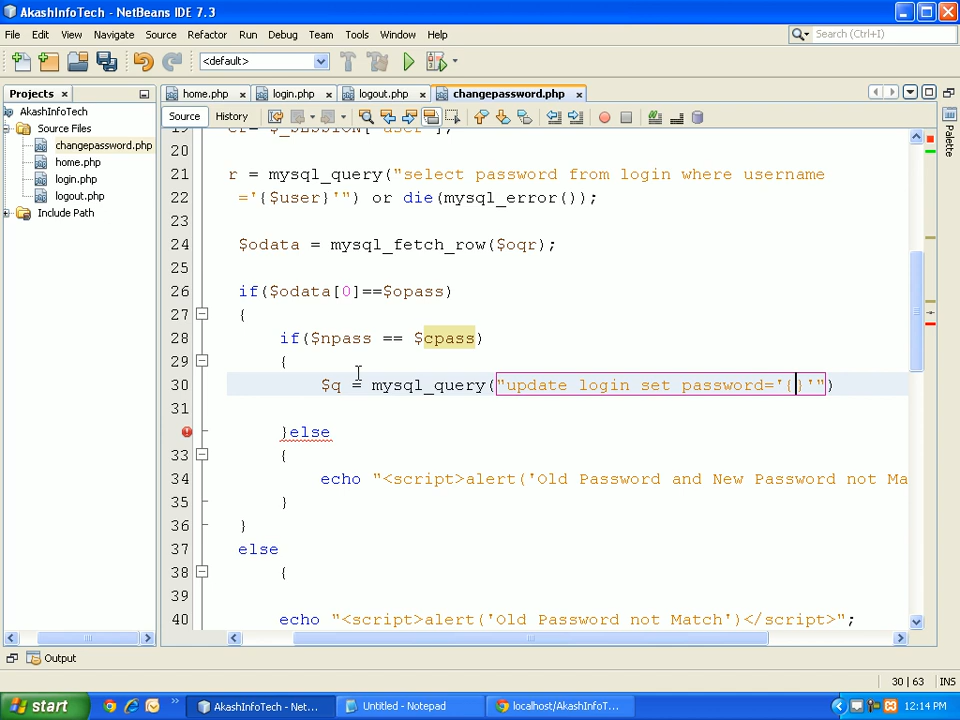 AkashInfoTech - NetBeans IDE 7.3
File Edit View Navigate Source Refactor Run Debug Team Tools Window Help
<default>
Search (Ctrl+I)
Projects
home.php login.php logout.php changepassword.php
AkashInfoTech
Source Files
changepassword.php
home.php
login.php
logout.php
Include Path
Source History
Palette
20
21 r = mysql_query("select password from login where username
22 ='{$user}'") or die(mysql_error());
23
24 $odata = mysql_fetch_row($oqr);
25
26 if($odata[0]==$opass)
27 {
28 if($npass == $cpass)
29 {
30 $q = mysql_query("update login set password='{}'")
31
}else
33 {
34 echo "<script>alert('Old Password and New Password not Ma
35 }
36 }
37 else
38 {
39
40 echo "<script>alert('Old Password not Match')</script>";
Output
30 | 63 INS
start
AkashInfoTech - Net...
Untitled - Notepad
localhost/AkashInfoT...
12:14 PM